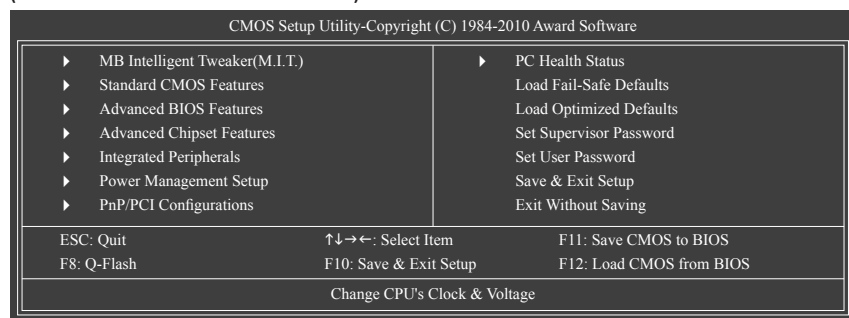 CMOS Setup Utility-Copyright (C) 1984-2010 Award Software
MB Intelligent Tweaker(M.I.T.)
Standard CMOS Features
Advanced BIOS Features
Advanced Chipset Features
Integrated Peripherals
Power Management Setup
PnP/PCI Configurations
PC Health Status
Load Fail-Safe Defaults
Load Optimized Defaults
Set Supervisor Password
Set User Password
Save & Exit Setup
Exit Without Saving
ESC: Quit ↑↓→←: Select Item F11: Save CMOS to BIOS
F8: Q-Flash F10: Save & Exit Setup F12: Load CMOS from BIOS
Change CPU's Clock & Voltage